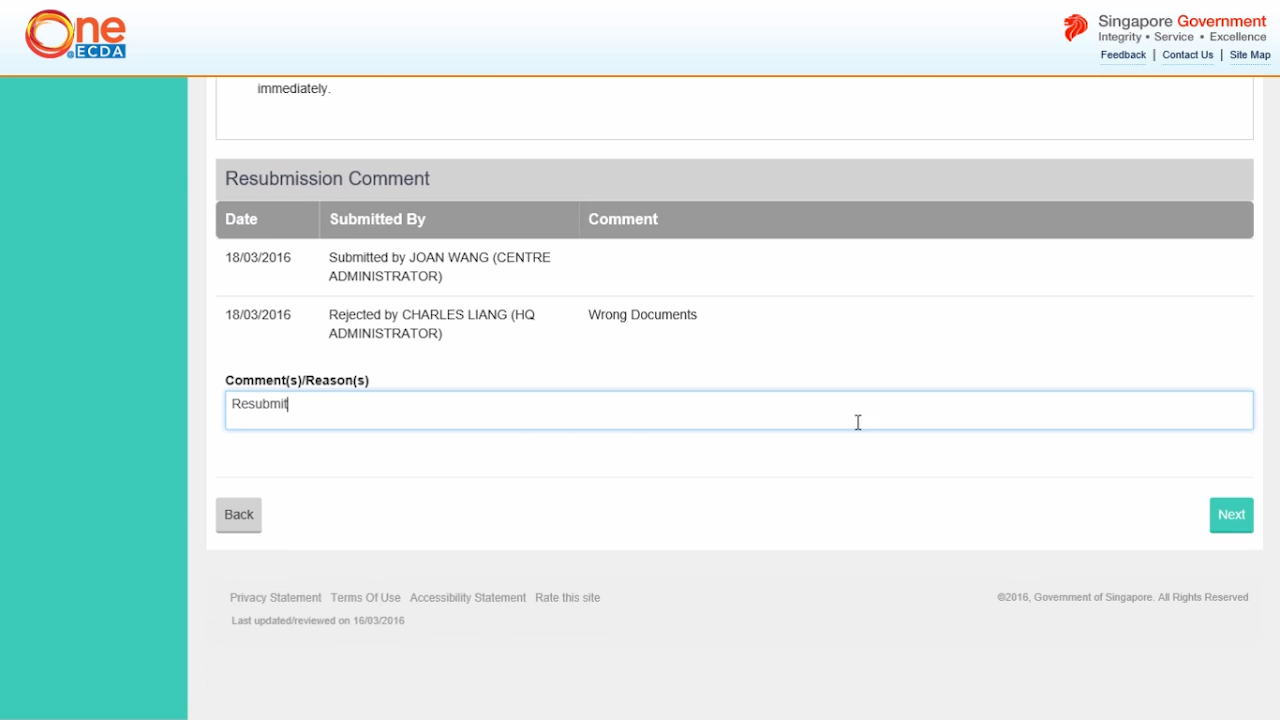 One
.ECDA
Singapore Government
Integrity • Service • Excellence
Feedback | Contact Us | Site Map
immediately.
Resubmission Comment
Date Submitted By Comment
18/03/2016 Submitted by JOAN WANG (CENTRE
ADMINISTRATOR)
18/03/2016 Rejected by CHARLES LIANG (HQ Wrong Documents
ADMINISTRATOR)
Comment(s)/Reason(s)
Resubmit
Back Next
Privacy Statement Terms Of Use Accessibility Statement Rate this site ©2016, Government of Singapore. All Rights Reserved
Last updated/reviewed on 16/03/2016